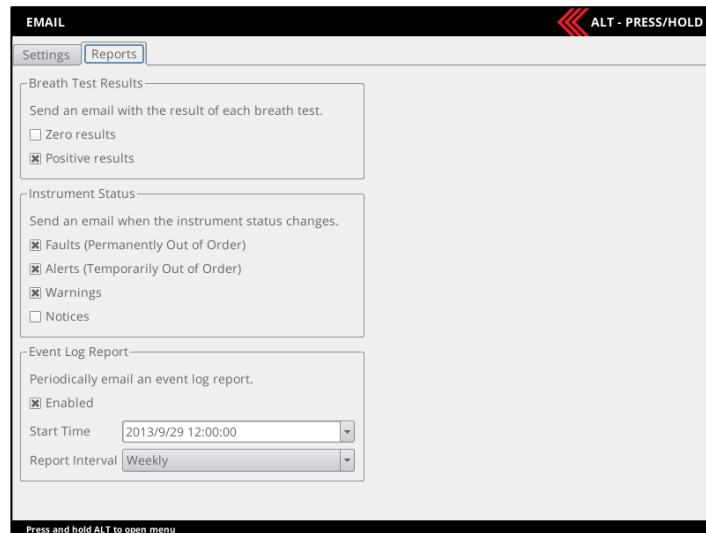 EMAIL
ALT - PRESS/HOLD
Settings
Reports
Breath Test Results
Send an email with the result of each breath test.
Zero results
Positive results
Instrument Status
Send an email when the instrument status changes.
Faults (Permanently Out of Order)
Alerts (Temporarily Out of Order)
Warnings
Notices
Event Log Report
Periodically email an event log report.
Enabled
Start Time 2013/9/29 12:00:00
Report Interval Weekly
Press and hold ALT to open menu